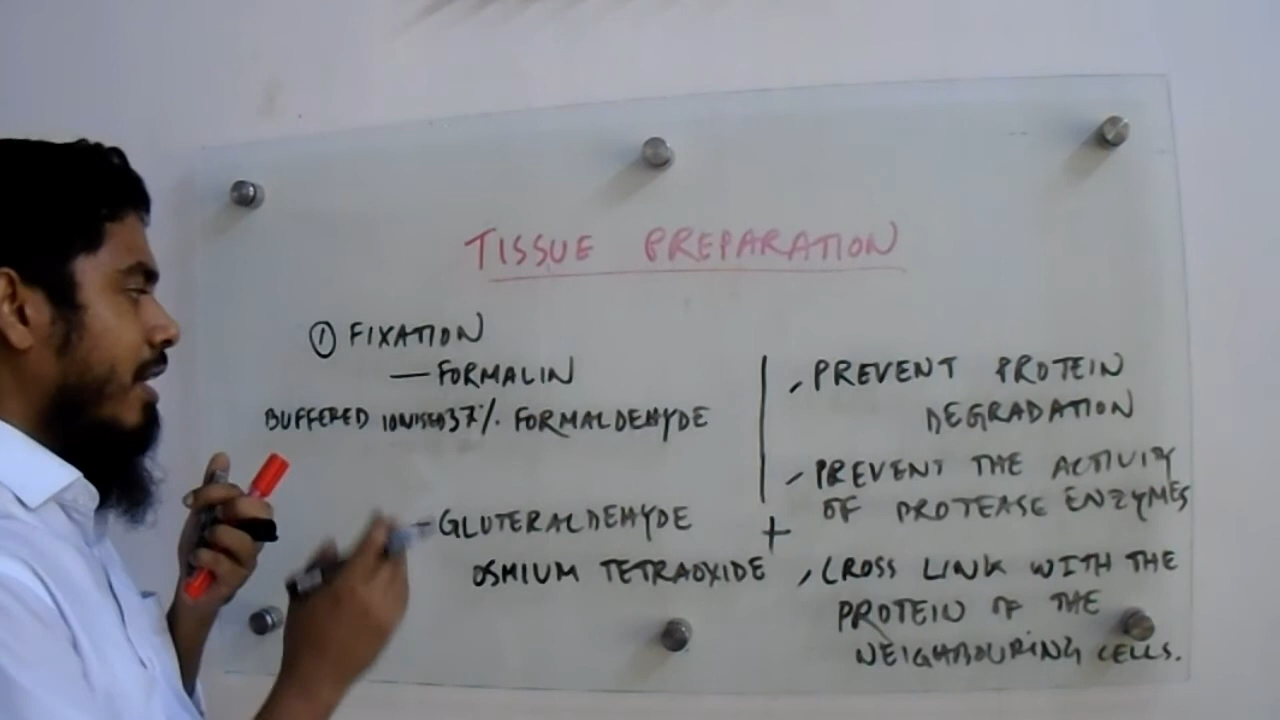 TISSUE PREPARATION
① FIXATION
— FORMALIN
BUFFERED IONISED 37% FORMALDEHYDE
- GLUTERALDEHYDE
OSMIUM TETRAOXIDE
, PREVENT PROTEIN
DEGRADATION
, PREVENT THE ACTIVITY
OF PROTEASE ENZYMES
+
, CROSS LINK WITH THE
PROTEIN OF THE
NEIGHBOURING CELLS.